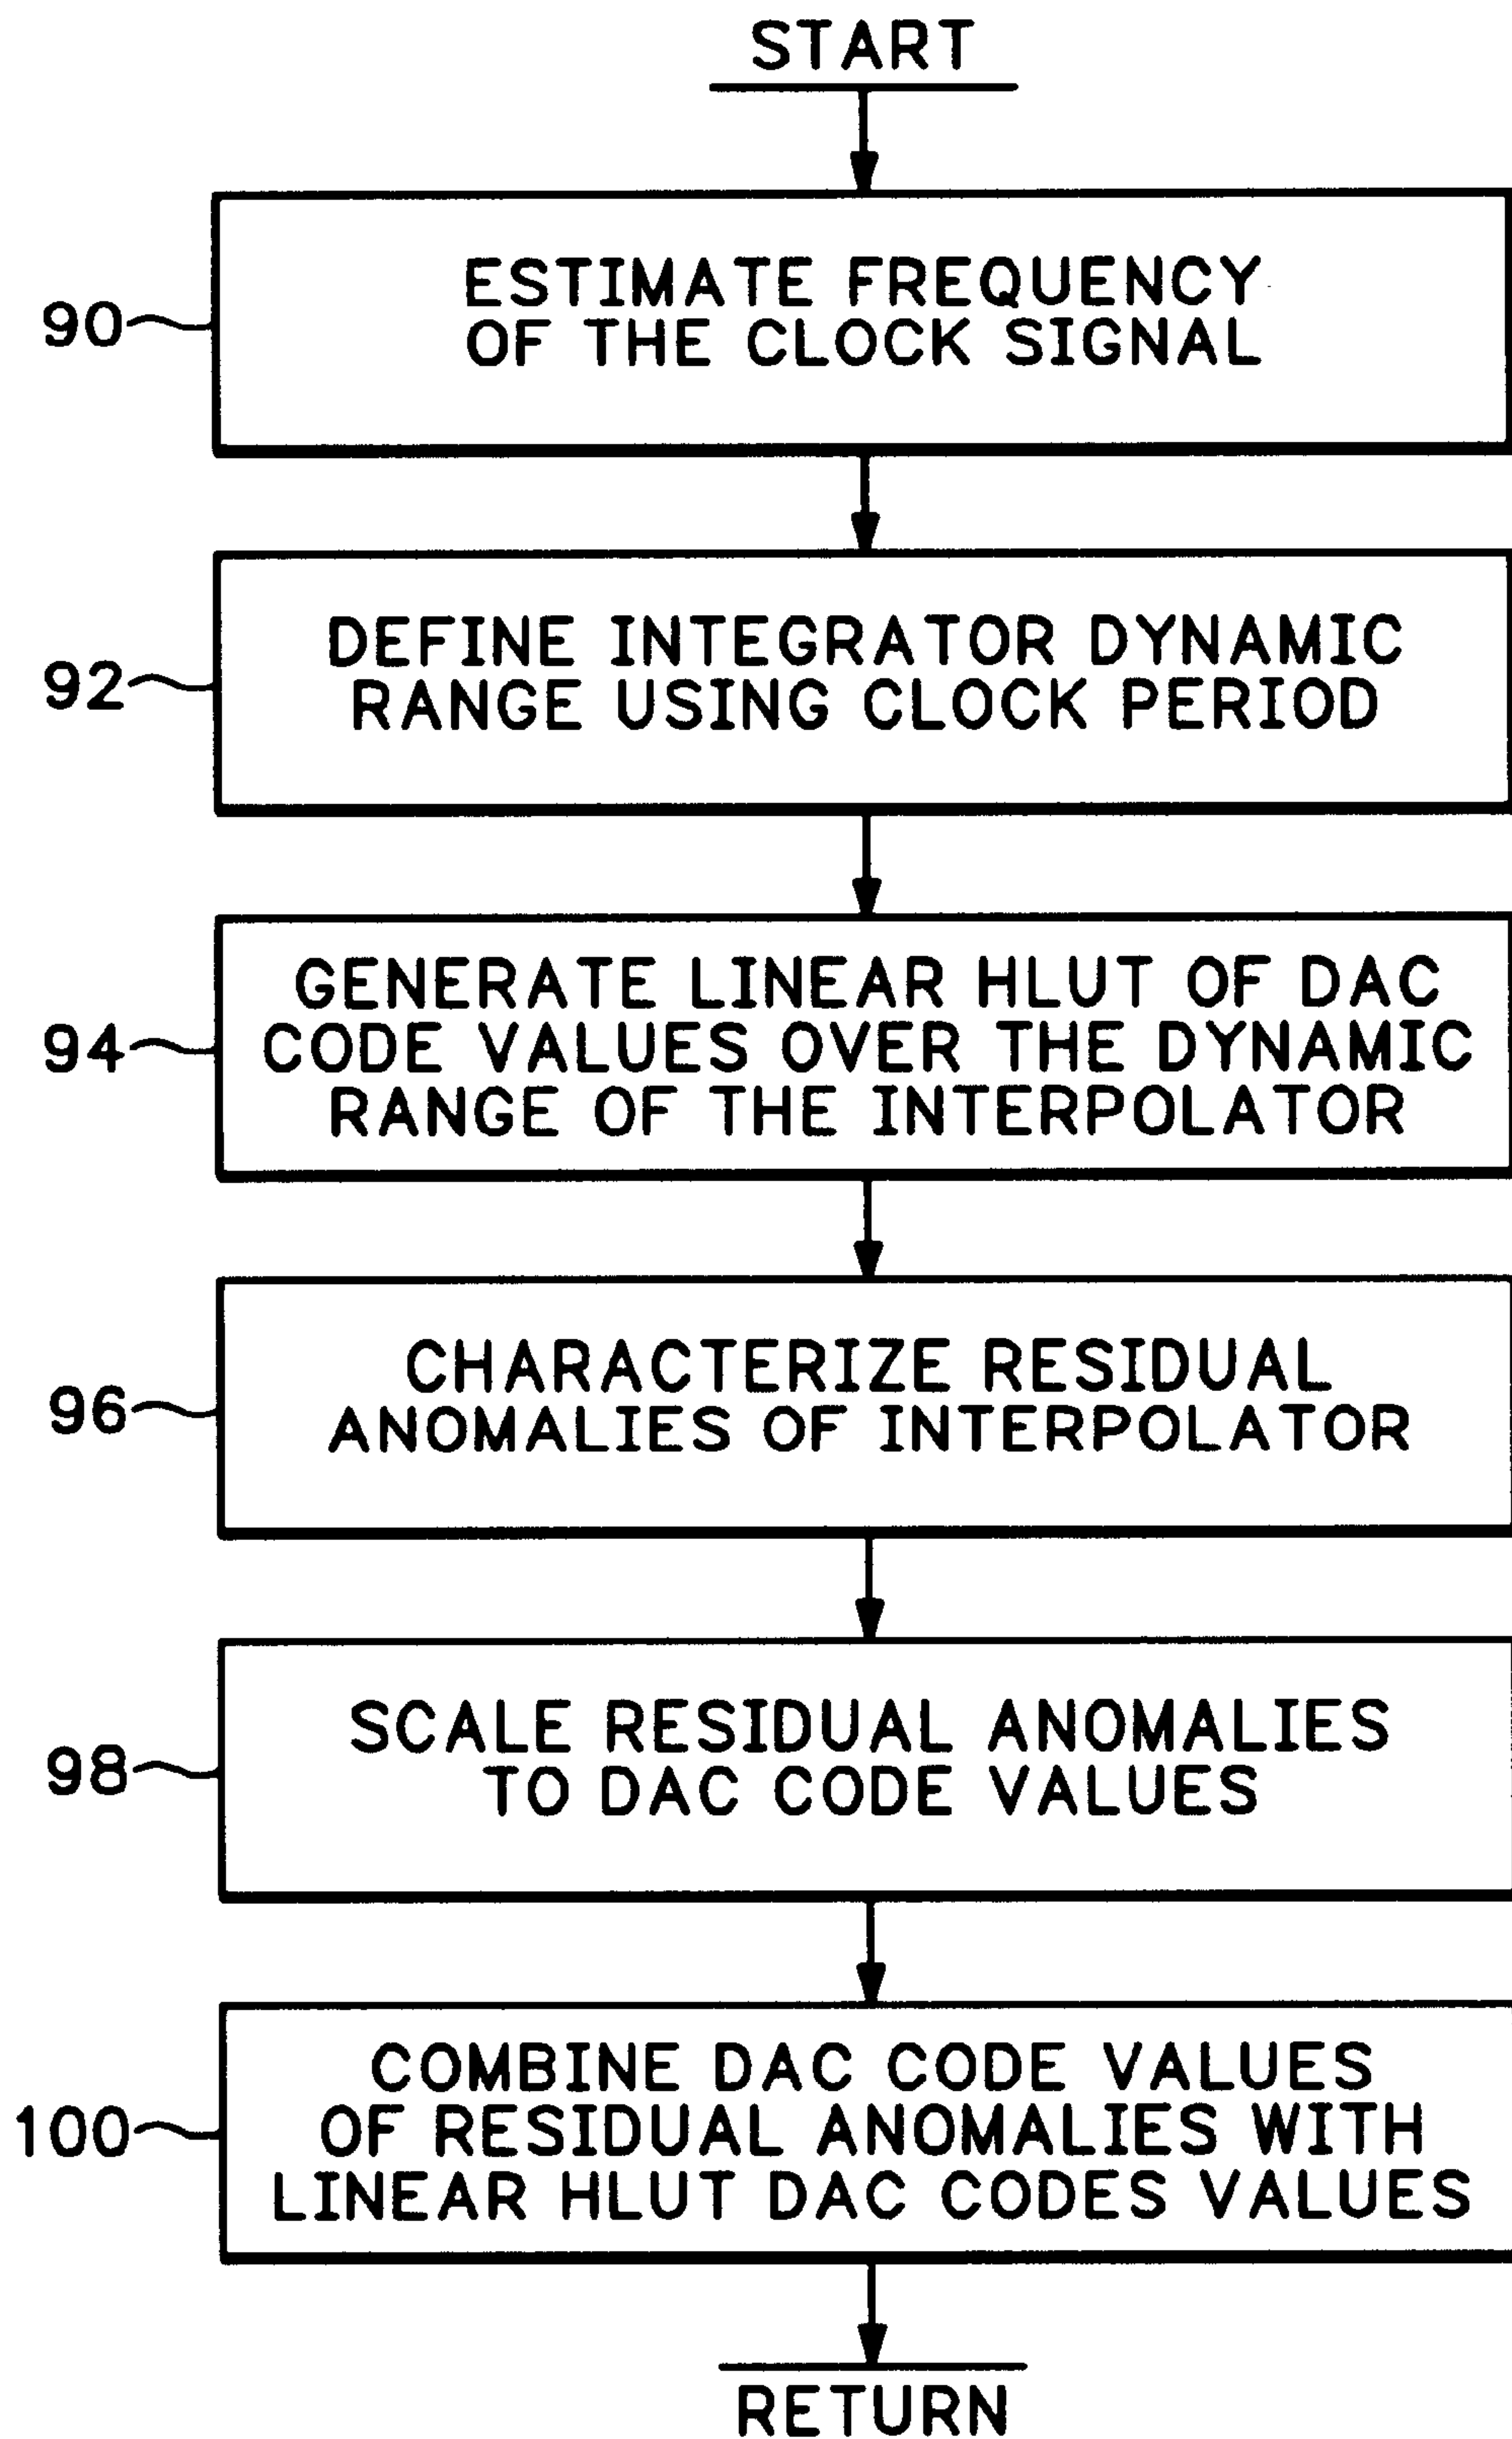 START
90
ESTIMATE FREQUENCY
OF THE CLOCK SIGNAL
92
DEFINE INTEGRATOR DYNAMIC
RANGE USING CLOCK PERIOD
94
GENERATE LINEAR HLUT OF DAC
CODE VALUES OVER THE DYNAMIC
RANGE OF THE INTERPOLATOR
96
CHARACTERIZE RESIDUAL
ANOMALIES OF INTERPOLATOR
98
SCALE RESIDUAL ANOMALIES
TO DAC CODE VALUES
100
COMBINE DAC CODE VALUES
OF RESIDUAL ANOMALIES WITH
LINEAR HLUT DAC CODES VALUES
RETURN